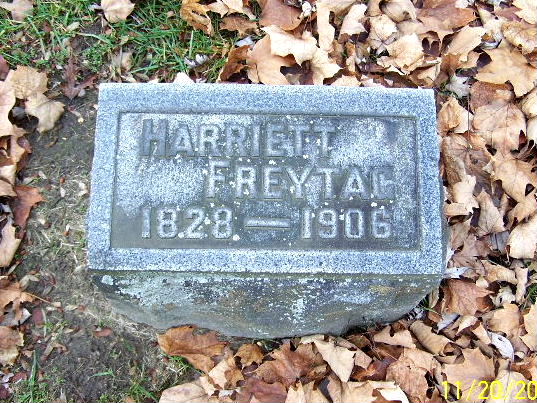 HARRIETT
FREYTAG
1828 — 1906
11/20/20